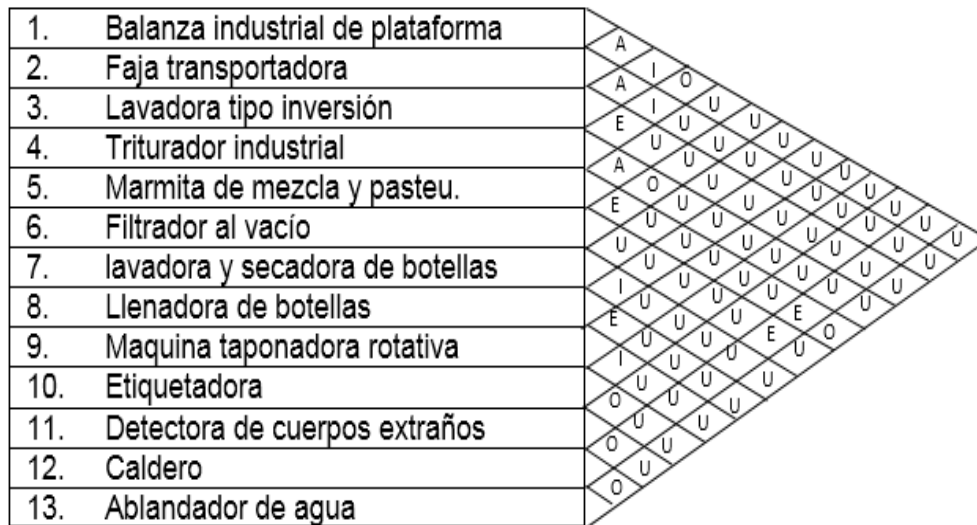 1. Balanza industrial de plataforma
2. Faja transportadora
3. Lavadora tipo inversión
4. Triturador industrial
5. Marmita de mezcla y pasteu.
6. Filtrador al vacío
7. lavadora y secadora de botellas
8. Llenadora de botellas
9. Maquina taponadora rotativa
10. Etiquetadora
11. Detectora de cuerpos extraños
12. Caldero
13. Ablandador de agua
A I O U U U U U U U U U
A I U U U U U U U U U
E U U U U U U U U U
A O U U U U U U U
E U U U U U E O
U U U U U E U
I U U U U U
E U U U U
I U U U
O U U
O U
O